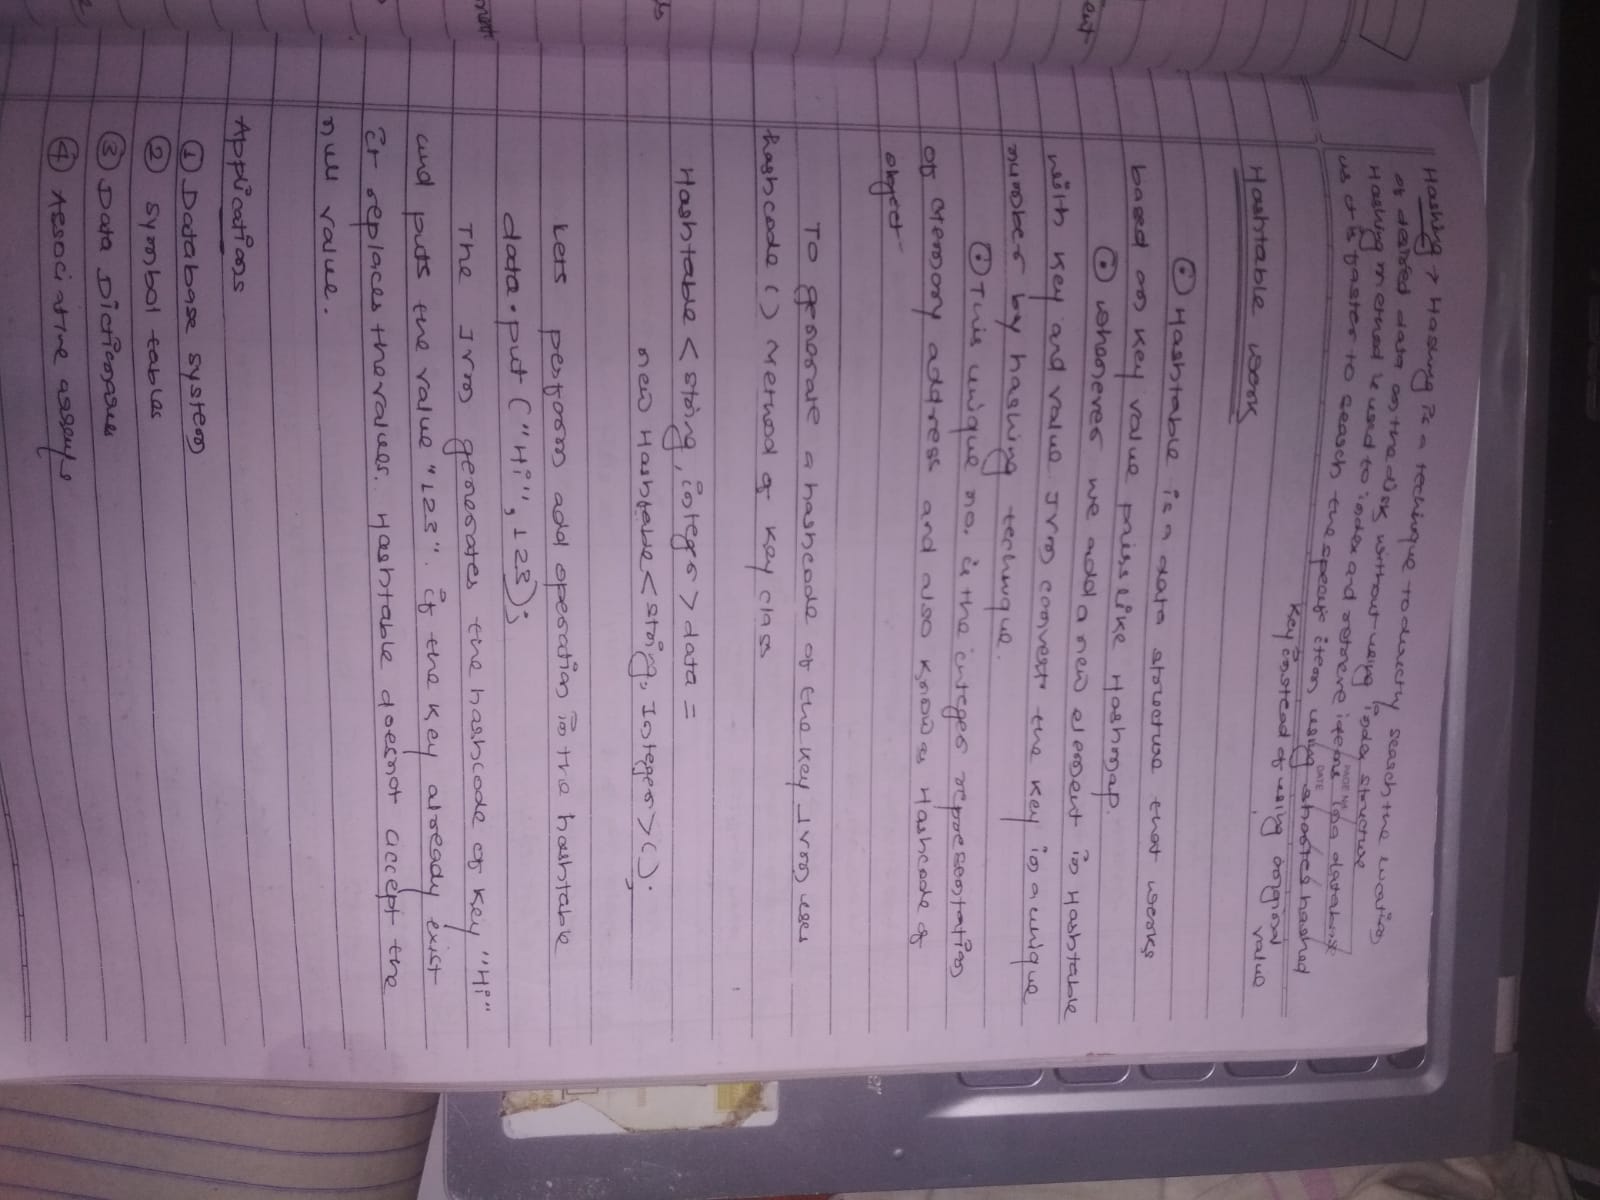 Hashing → Hashing is a technique to directly search the location
of desired data on the disk without using index structure
Hashing method is used to index and retrieve items in a database
as it is faster to search the specific item using shorter hashed
key instead of using original value
PAGE No
DATE
Hashtable work
⊙ Hashtable is a data structure that works
based on key value pairs like Hashmap.
⊙ whenever we add a new element in Hashtable
with key and value JVM convert the key in a unique
number by hashing technique.
⊙ This unique no. is the integer representation
of memory address and also known as Hashcode of
object
To generate a hashcode of the key JVM uses
hashcode () method of key class
Hashtable < string, integer > data =
new Hashtable < string, Integer > ();
Lets perform add operation in the hashtable
data.put ("Hi", 123);
The JVM generates the hashcode of key "Hi"
and puts the value "123". if the key already exist
it replaces the values. Hashtable doesnot accept the
null value.
Applications
① Database system
② symbol tables
③ Data Dictionaries
④ Associative arrays